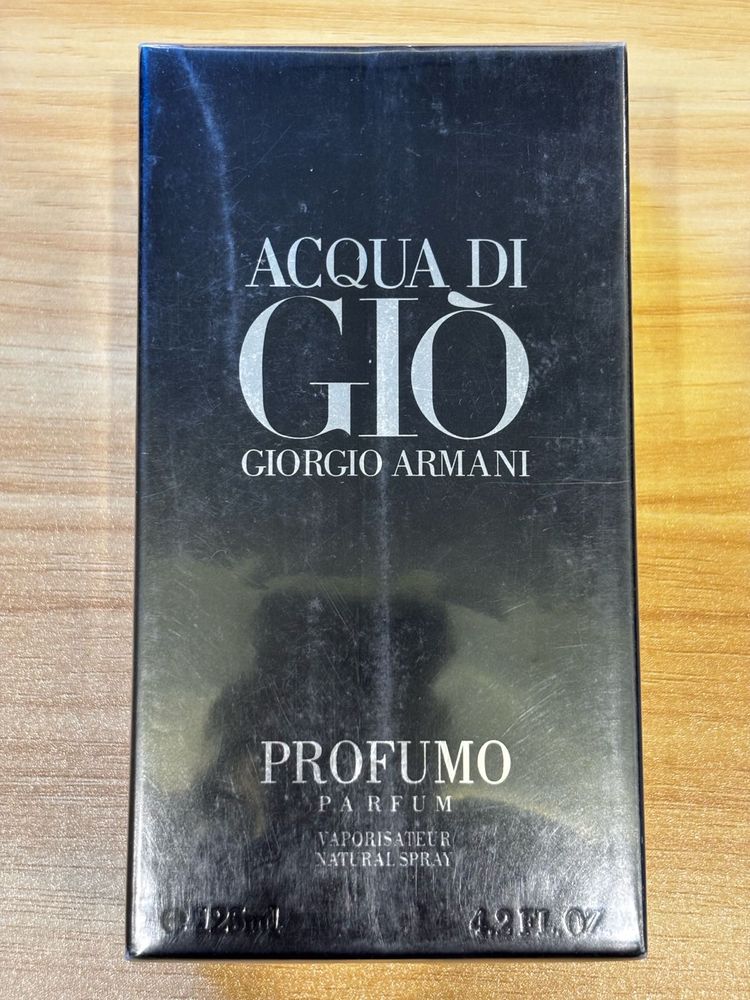 ACQUA DI
GIÒ
GIORGIO ARMANI
PROFUMO
PARFUM
VAPORISATEUR
NATURAL SPRAY
℮ 125ml 4.2 FL. OZ